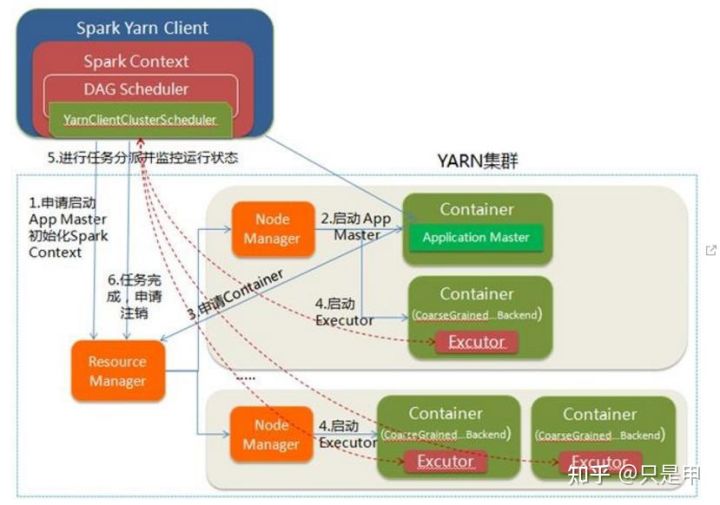 Spark Yarn Client
Spark Context
DAG Scheduler
YarnClientClusterScheduler
5.进行任务分派并监控运行状态
YARN集群
1.申请启动
App Master
初始化Spark
Context
6.任务完
成，申请
注销
Resource
Manager
Node
Manager
2.启动 App
Master
3.申请Container
Container
Application Master
4.启动
Executor
Container
(CoarseGrained...Backend)
Excutor
......
Node
Manager
4.启动
Executor
Container
(CoarseGrained...Backend)
Excutor
Container
(CoarseGrained...Backend)
Excutor
知乎 @只是甲